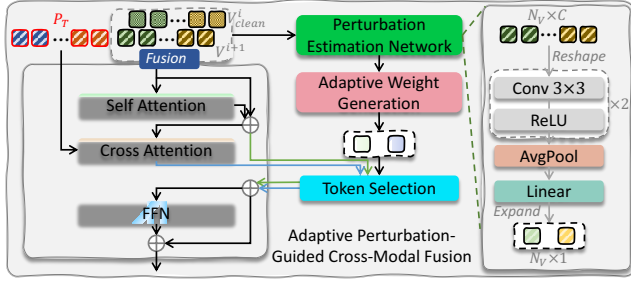 P_T
V^i_clean
V^{i+1}
Fusion
Self Attention
Cross Attention
FFN
Perturbation
Estimation Network
Adaptive Weight
Generation
Token Selection
Adaptive Perturbation-
Guided Cross-Modal Fusion
N_V×C
Reshape
Conv 3×3
ReLU
×2
AvgPool
Linear
Expand
N_V×1